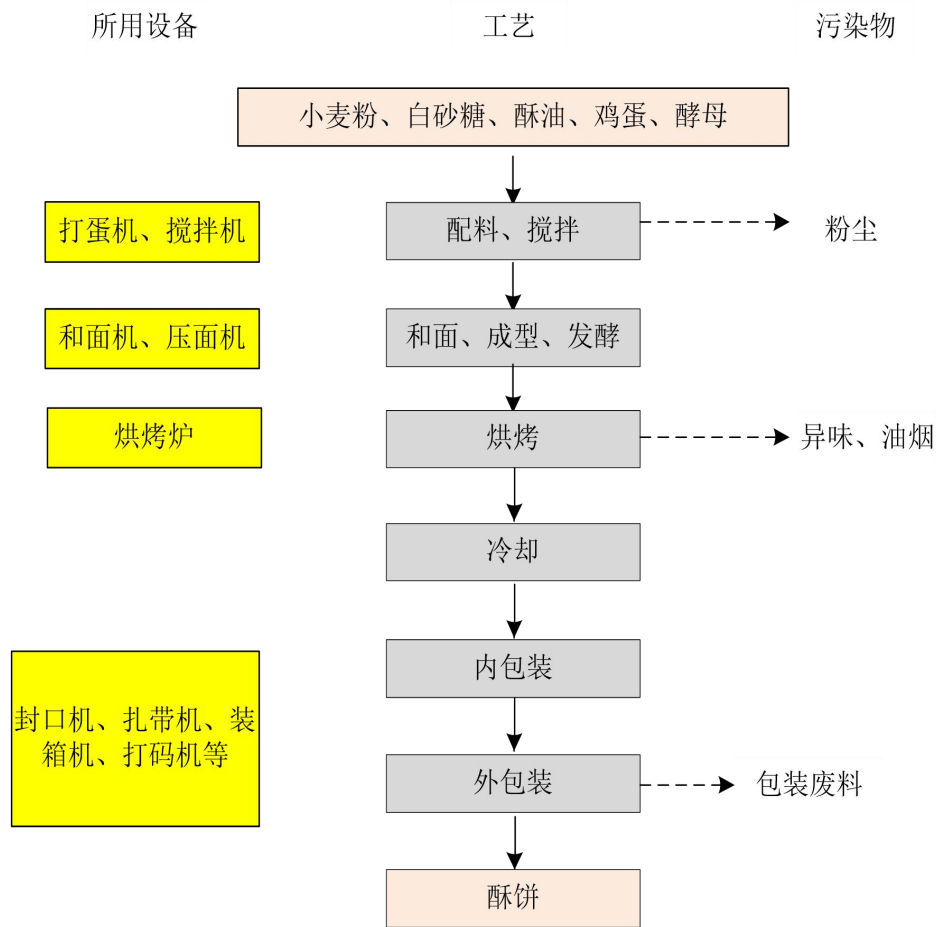 所用设备
工艺
污染物
小麦粉、白砂糖、酥油、鸡蛋、酵母
打蛋机、搅拌机
配料、搅拌
粉尘
和面机、压面机
和面、成型、发酵
烘烤炉
烘烤
异味、油烟
冷却
内包装
封口机、扎带机、装
箱机、打码机等
外包装
包装废料
酥饼